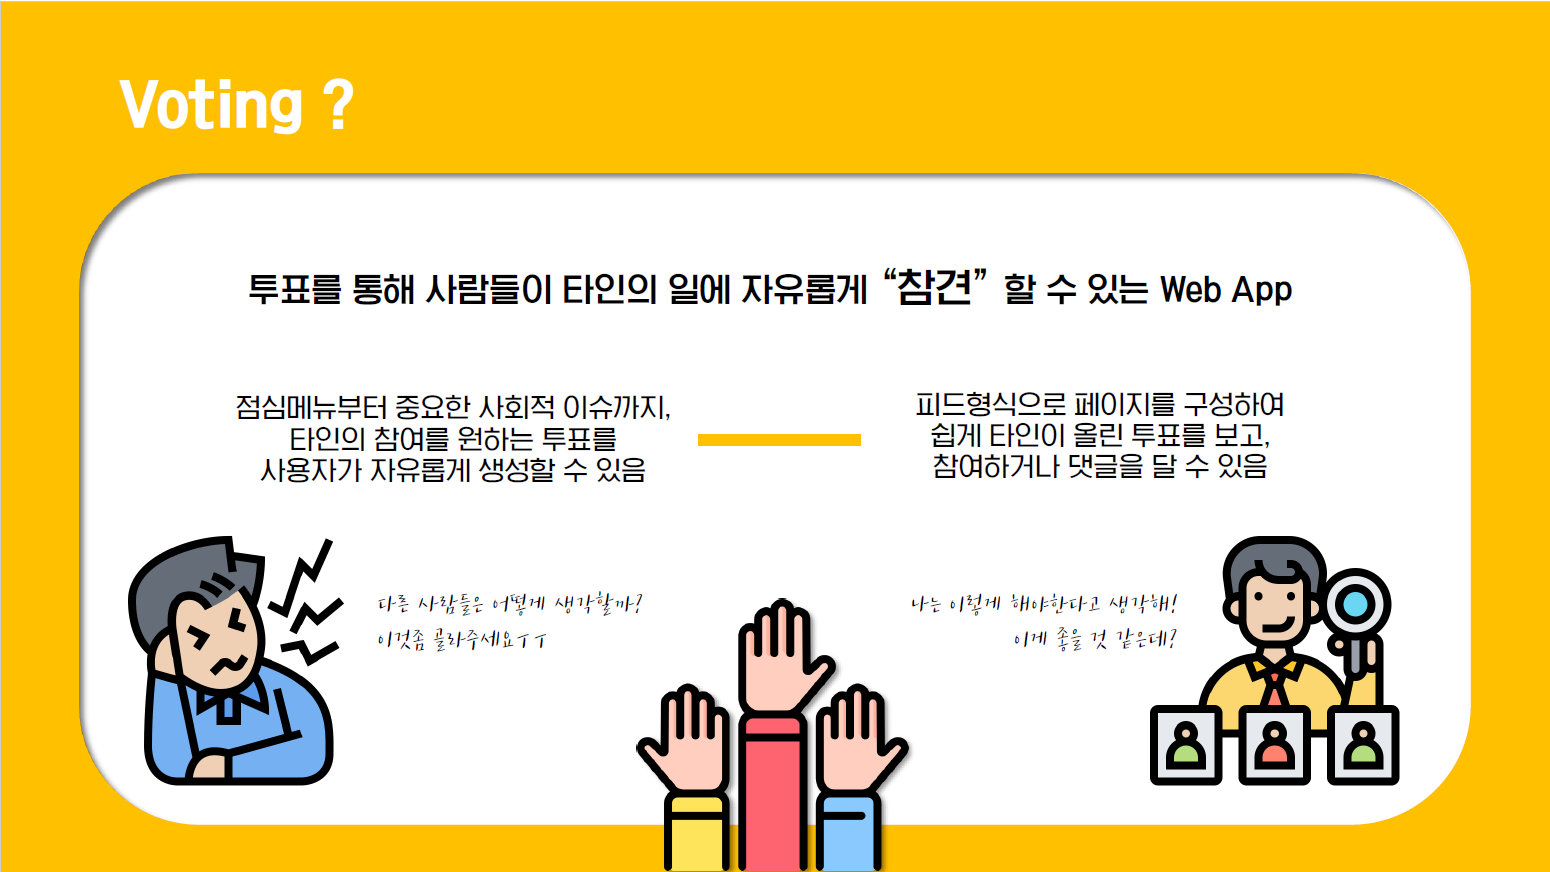 Voting ?
투표를 통해 사람들이 타인의 일에 자유롭게 “참견” 할 수 있는 Web App
점심메뉴부터 중요한 사회적 이슈까지,
타인의 참여를 원하는 투표를
사용자가 자유롭게 생성할 수 있음
피드형식으로 페이지를 구성하여
쉽게 타인이 올린 투표를 보고,
참여하거나 댓글을 달 수 있음
다른 사람들은 어떻게 생각할까?
이것좀 골라주세요ㅜㅜ
나는 이렇게 해야한다고 생각해!
이게 좋을 것 같은데?